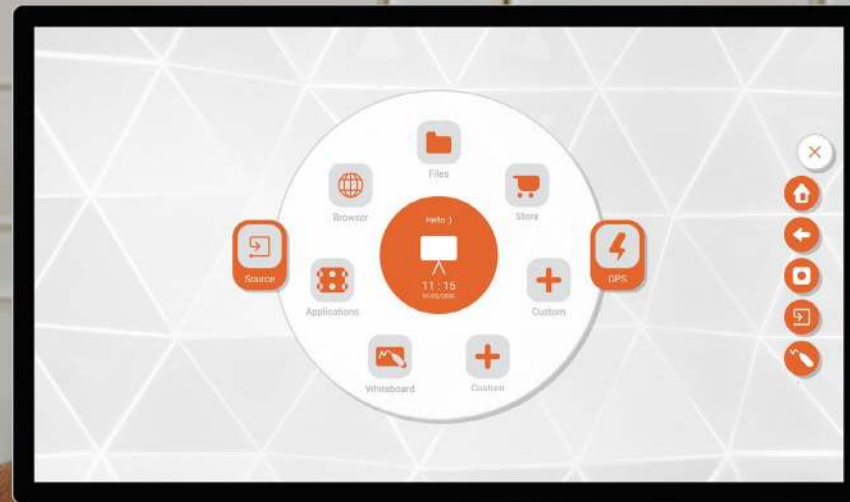 Files
Browser
Store
Hello :)
Source
OPS
11 : 15
Applications
Custom
Whiteboard
Custom